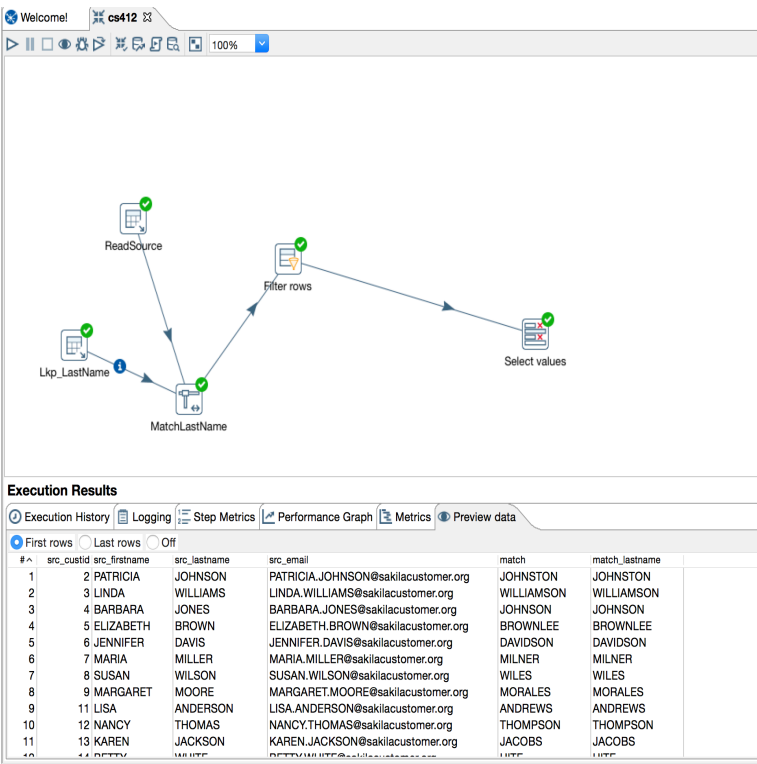 Welcome! cs412
100%
ReadSource
Filter rows
Select values
Lkp_LastName
MatchLastName
Execution Results
Execution History Logging Step Metrics Performance Graph Metrics Preview data
First rows Last rows Off
# src_custid src_firstname src_lastname src_email match match_lastname
1 2 PATRICIA JOHNSON PATRICIA.JOHNSON@sakilacustomer.org JOHNSTON JOHNSTON
2 3 LINDA WILLIAMS LINDA.WILLIAMS@sakilacustomer.org WILLIAMSON WILLIAMSON
3 4 BARBARA JONES BARBARA.JONES@sakilacustomer.org JOHNSON JOHNSON
4 5 ELIZABETH BROWN ELIZABETH.BROWN@sakilacustomer.org BROWNLEE BROWNLEE
5 6 JENNIFER DAVIS JENNIFER.DAVIS@sakilacustomer.org DAVIDSON DAVIDSON
6 7 MARIA MILLER MARIA.MILLER@sakilacustomer.org MILNER MILNER
7 8 SUSAN WILSON SUSAN.WILSON@sakilacustomer.org WILES WILES
8 9 MARGARET MOORE MARGARET.MOORE@sakilacustomer.org MORALES MORALES
9 11 LISA ANDERSON LISA.ANDERSON@sakilacustomer.org ANDREWS ANDREWS
10 12 NANCY THOMAS NANCY.THOMAS@sakilacustomer.org THOMPSON THOMPSON
11 13 KAREN JACKSON KAREN.JACKSON@sakilacustomer.org JACOBS JACOBS